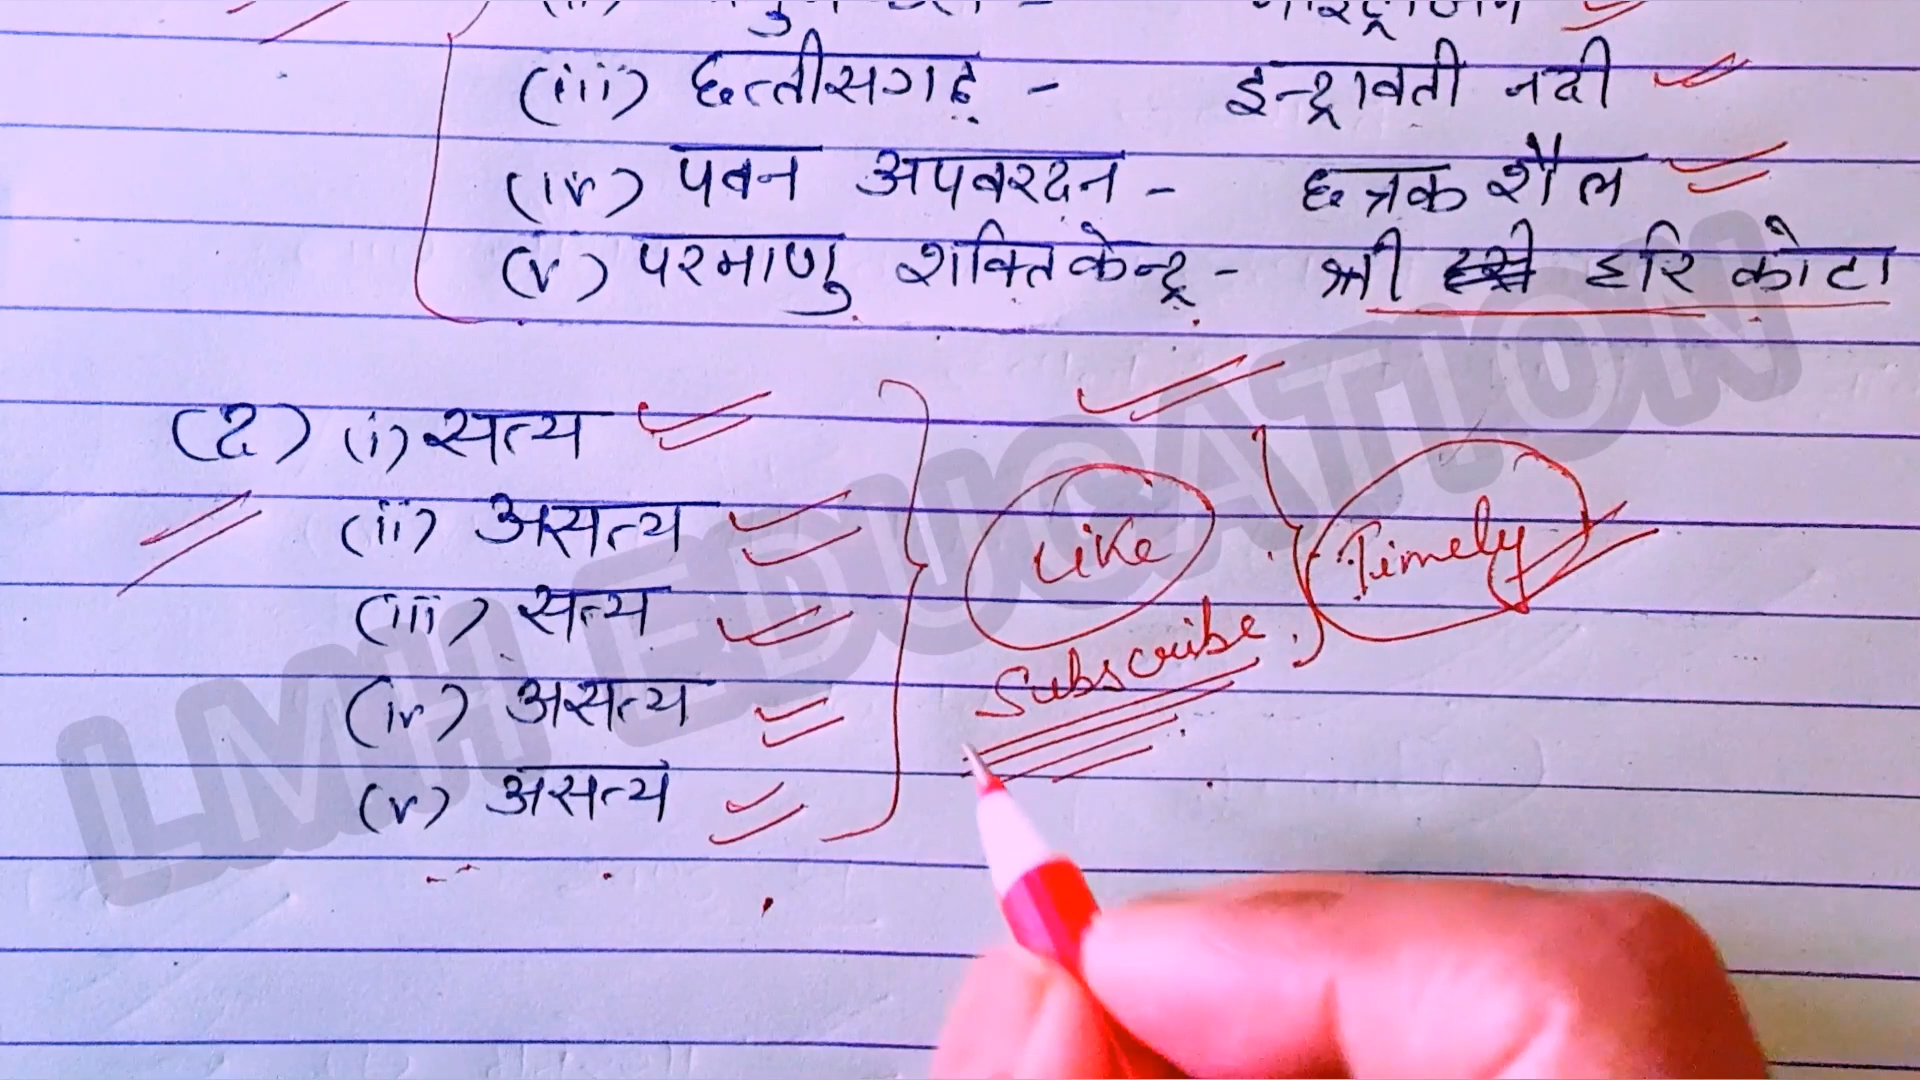 (iii) छत्तीसगढ़ - इन्द्रावती नदी
(iv) पवन अपवरदन - छत्रक शैल
(v) परमाणु शक्ति केन्द्र - श्री हरि कोटा
(2) (i) सत्य
(ii) असत्य
(iii) सत्य
(iv) असत्य
(v) असत्य
Like
Subscribe
Timely
LMH EDUCATION